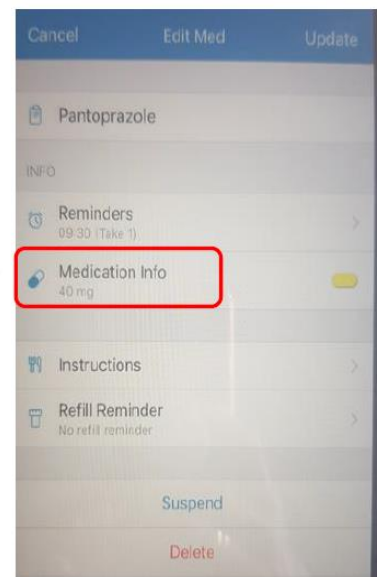 Cancel Edit Med Update
Pantoprazole
INFO
Reminders
09:30 (Take 1)
Medication Info
40 mg
Instructions
Refill Reminder
No refill reminder
Suspend
Delete